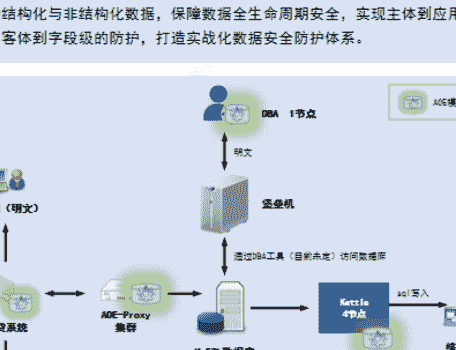 结构化与非结构化数据，保障数据全生命周期安全，实现主体到应用
客体到字段级的防护，打造实战化数据安全防护体系。
DBA 1节点
明文
堡垒机
（明文）
通过DBA工具（目前未定）访问数据库
AOE-Proxy
集群
Kettle
4节点
sql写入